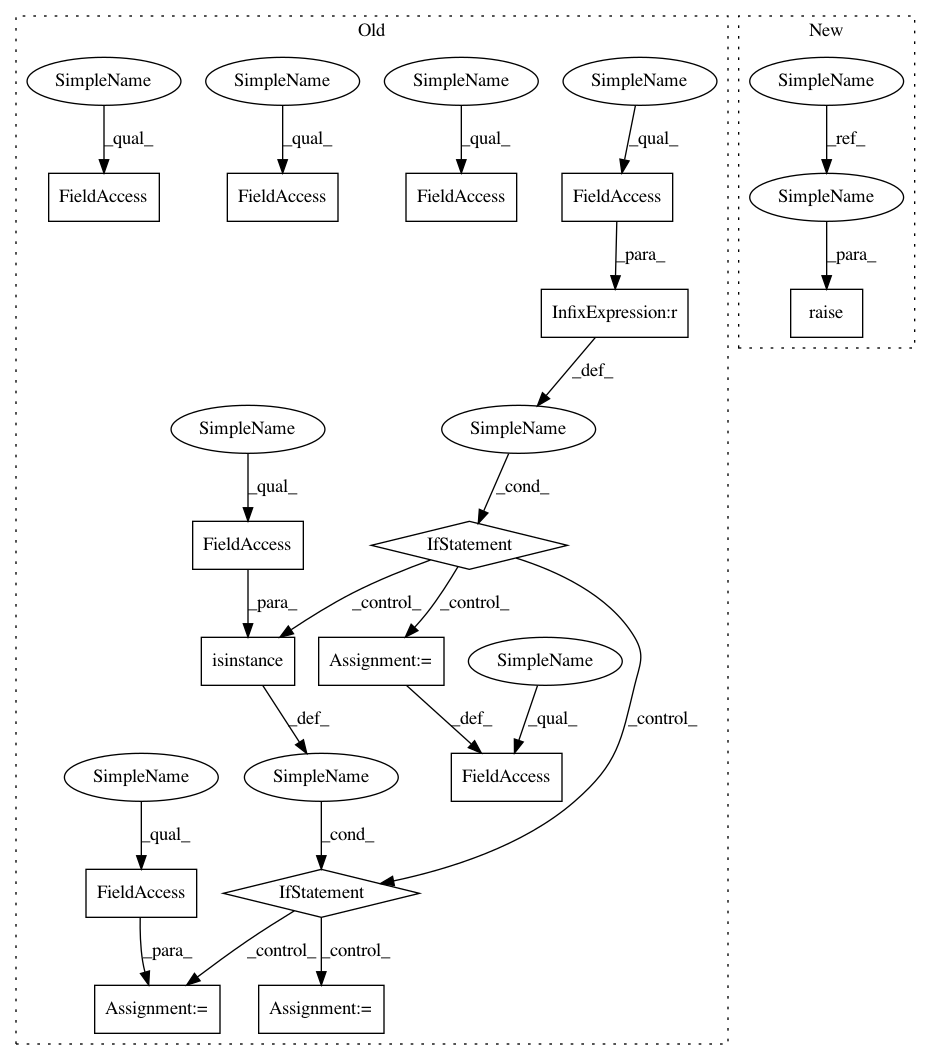 Old
New
SimpleName
SimpleName
SimpleName
SimpleName
SimpleName
_qual_
_qual_
_qual_
_qual_
_ref_
FieldAccess
FieldAccess
FieldAccess
FieldAccess
SimpleName
_para_
_para_
InfixExpression:r
raise
_def_
SimpleName
SimpleName
_qual_
_cond_
FieldAccess
IfStatement
_para_
_control_
_control_
isinstance
Assignment:=
SimpleName
_def_
_def_
_qual_
_control_
SimpleName
SimpleName
FieldAccess
_qual_
_cond_
FieldAccess
IfStatement
_para_
_control_
_control_
Assignment:=
Assignment:=